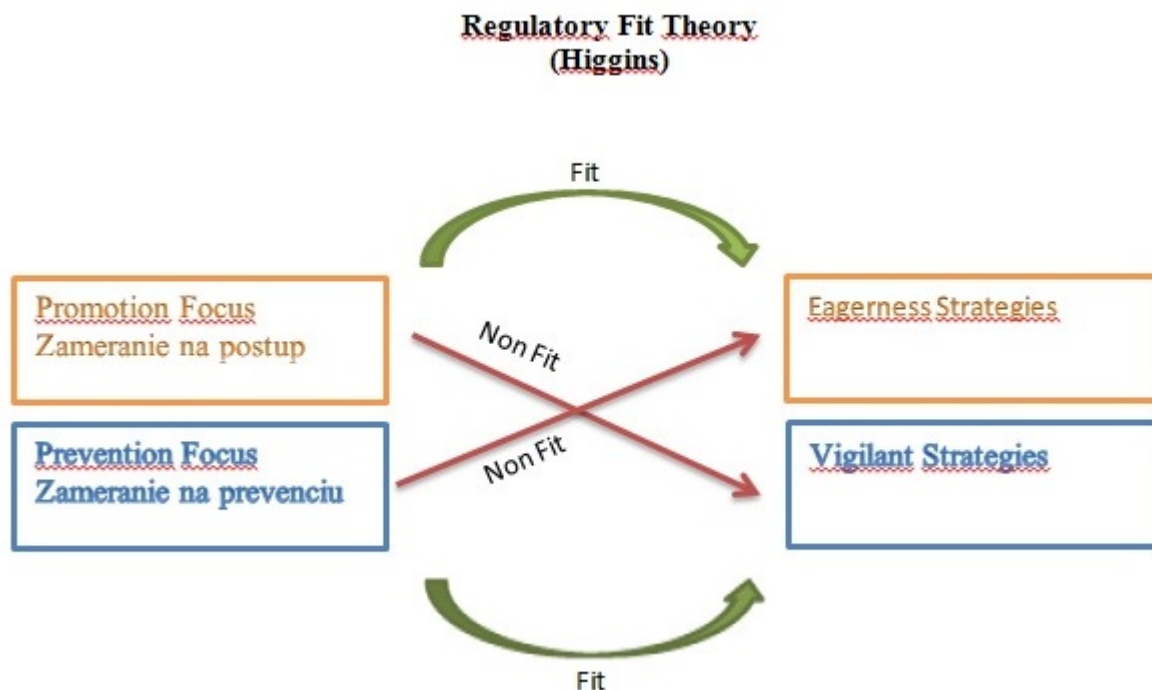 Regulatory Fit Theory
(Higgins)
Fit
Promotion Focus
Zameranie na postup
Non Fit
Eagerness Strategies
Prevention Focus
Zameranie na prevenciu
Non Fit
Vigilant Strategies
Fit